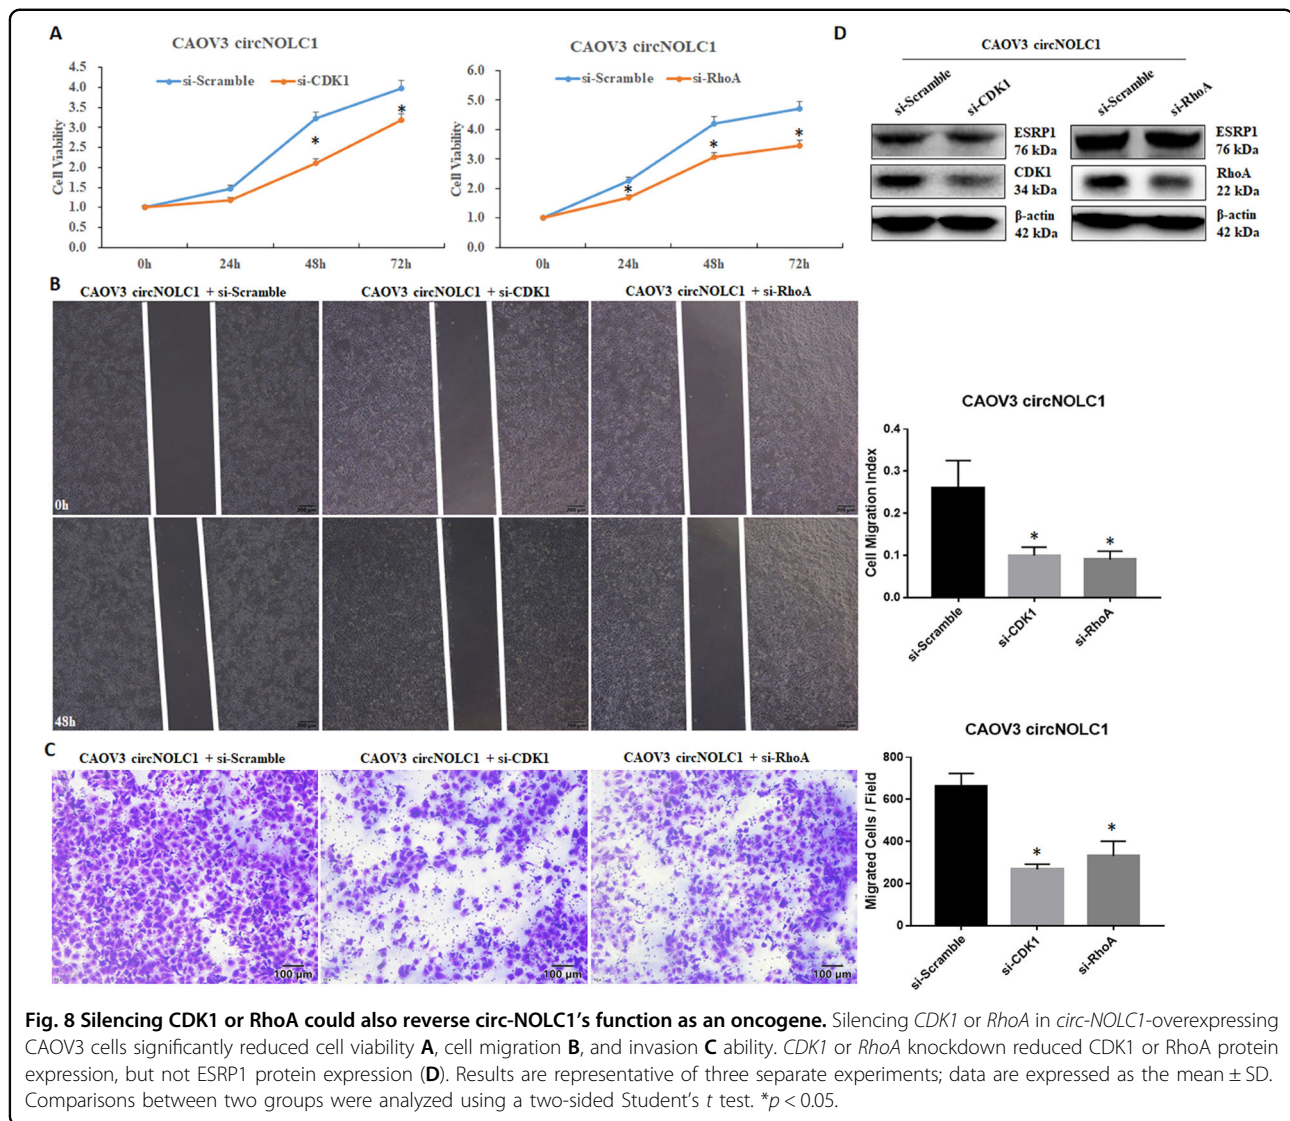 A
CAOV3 circNOLC1
si-Scramble
si-CDK1
Cell Viability
4.5
4.0
3.5
3.0
2.5
2.0
1.5
1.0
0.5
0.0
*
*
0h
24h
48h
72h
CAOV3 circNOLC1
si-Scramble
si-RhoA
Cell Viability
6.0
5.0
4.0
3.0
2.0
1.0
0.0
*
*
*
0h
24h
48h
72h
D
CAOV3 circNOLC1
si-Scramble
si-CDK1
si-Scramble
si-RhoA
ESRP1
76 kDa
CDK1
34 kDa
β-actin
42 kDa
ESRP1
76 kDa
RhoA
22 kDa
β-actin
42 kDa
B
CAOV3 circNOLC1 + si-Scramble
CAOV3 circNOLC1 + si-CDK1
CAOV3 circNOLC1 + si-RhoA
0h
48h
CAOV3 circNOLC1
Cell Migration Index
0.4
0.3
0.2
0.1
0.0
*
*
si-Scramble
si-CDK1
si-RhoA
C
CAOV3 circNOLC1 + si-Scramble
CAOV3 circNOLC1 + si-CDK1
CAOV3 circNOLC1 + si-RhoA
100 μm
100 μm
100 μm
CAOV3 circNOLC1
Migrated Cells / Field
800
600
400
200
0
*
*
si-Scramble
si-CDK1
si-RhoA
Fig. 8 Silencing CDK1 or RhoA could also reverse circ-NOLC1's function as an oncogene. Silencing CDK1 or RhoA in circ-NOLC1-overexpressing
CAOV3 cells significantly reduced cell viability A, cell migration B, and invasion C ability. CDK1 or RhoA knockdown reduced CDK1 or RhoA protein
expression, but not ESRP1 protein expression (D). Results are representative of three separate experiments; data are expressed as the mean ± SD.
Comparisons between two groups were analyzed using a two-sided Student's t test. *p < 0.05.